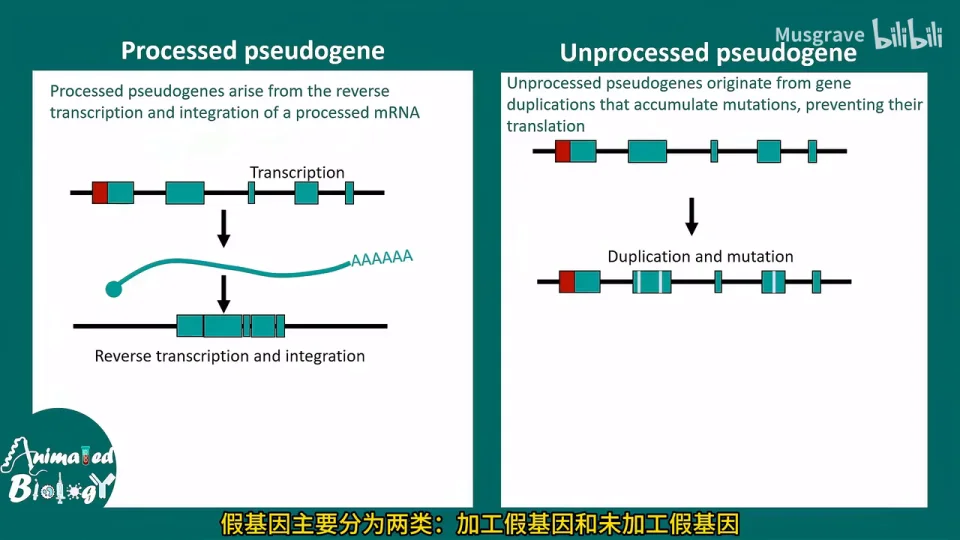 Musgrave bilibili
Processed pseudogene
Processed pseudogenes arise from the reverse
transcription and integration of a processed mRNA
Transcription
AAAAAA
Reverse transcription and integration
Unprocessed pseudogene
Unprocessed pseudogenes originate from gene
duplications that accumulate mutations, preventing their
translation
Duplication and mutation
Animated
Biology
假基因主要分为两类：加工假基因和未加工假基因